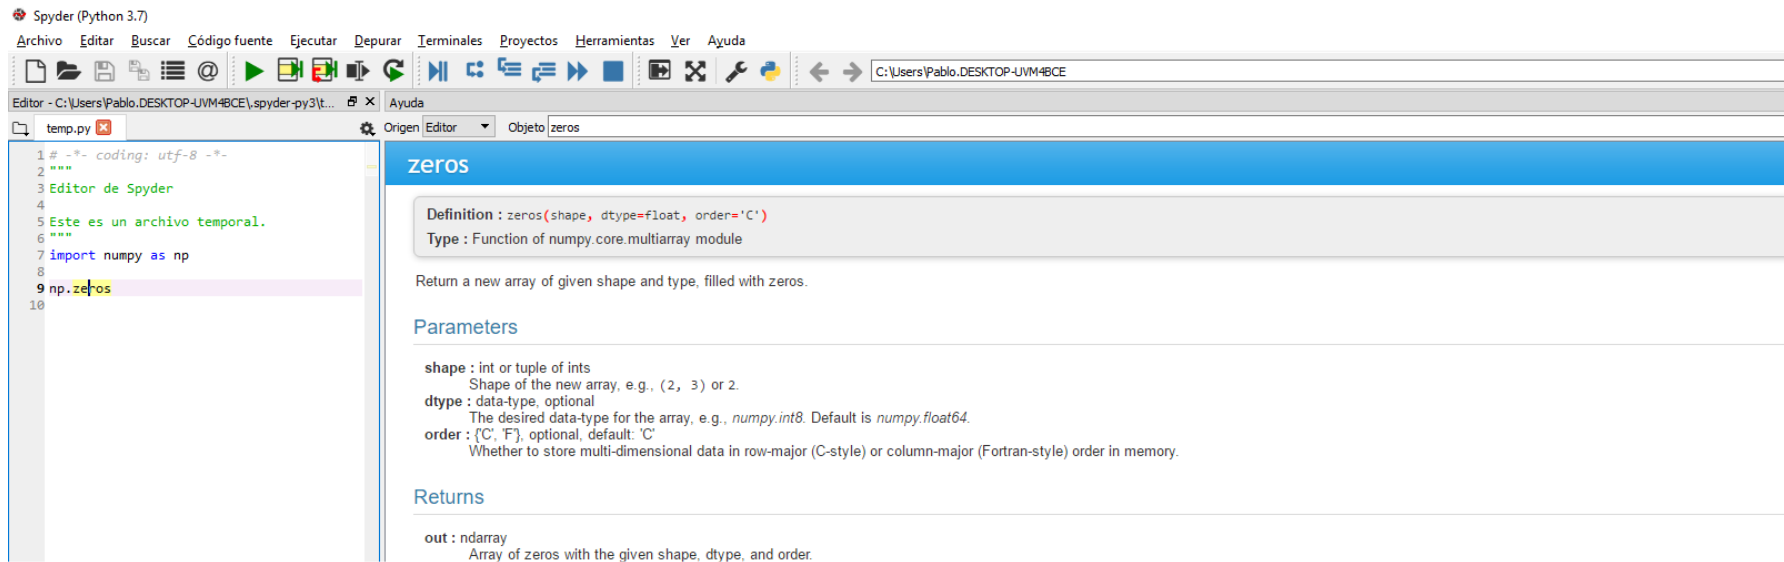 Spyder (Python 3.7)
Archivo Editar Buscar Código fuente Ejecutar Depurar Terminales Proyectos Herramientas Ver Ayuda
C:\Users\Pablo.DESKTOP-UVM4BCE
Editor - C:\Users\Pablo.DESKTOP-UVM4BCE\.spyder-py3\t...
temp.py
1 # -*- coding: utf-8 -*-
2 """
3 Editor de Spyder
4
5 Este es un archivo temporal.
6 """
7 import numpy as np
8
9 np.zeros
10
Ayuda
Origen Editor Objeto zeros
zeros
Definition : zeros(shape, dtype=float, order='C')
Type : Function of numpy.core.multiarray module
Return a new array of given shape and type, filled with zeros.
Parameters
shape : int or tuple of ints
Shape of the new array, e.g., (2, 3) or 2.
dtype : data-type, optional
The desired data-type for the array, e.g., numpy.int8. Default is numpy.float64.
order : {'C', 'F'}, optional, default: 'C'
Whether to store multi-dimensional data in row-major (C-style) or column-major (Fortran-style) order in memory.
Returns
out : ndarray
Array of zeros with the given shape, dtype, and order.